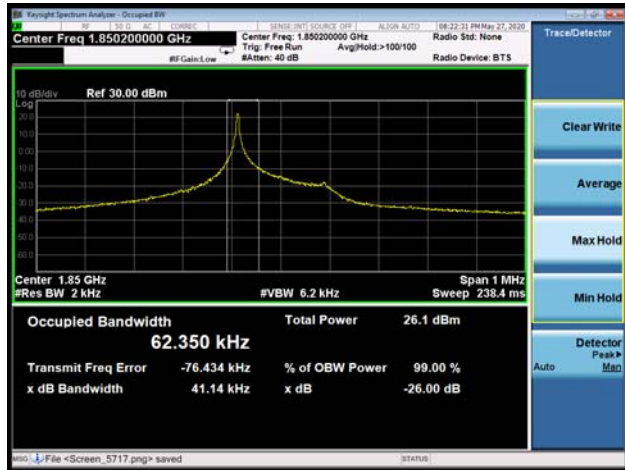 Keysight Spectrum Analyzer - Occupied BW
RF 50 Ω AC CORREC SENSE:INT SOURCE OFF ALIGN AUTO 08:22:31 PM May 27, 2020
Center Freq 1.850200000 GHz
Center Freq: 1.850200000 GHz
Radio Std: None
Trig: Free Run Avg|Hold:>100/100
#IFGain:Low
#Atten: 40 dB
Radio Device: BTS
Trace/Detector
10 dB/div Ref 30.00 dBm
Log
20.0
10.0
0.00
-10.0
-20.0
-30.0
-40.0
-50.0
-60.0
Clear Write
Average
Max Hold
Min Hold
Detector
Peak▶
Auto Man
Center 1.85 GHz
Span 1 MHz
#Res BW 2 kHz
#VBW 6.2 kHz
Sweep 238.4 ms
Occupied Bandwidth
62.350 kHz
Total Power 26.1 dBm
Transmit Freq Error -76.434 kHz
% of OBW Power 99.00 %
x dB Bandwidth 41.14 kHz
x dB -26.00 dB
MSG File <Screen_5717.png> saved
STATUS